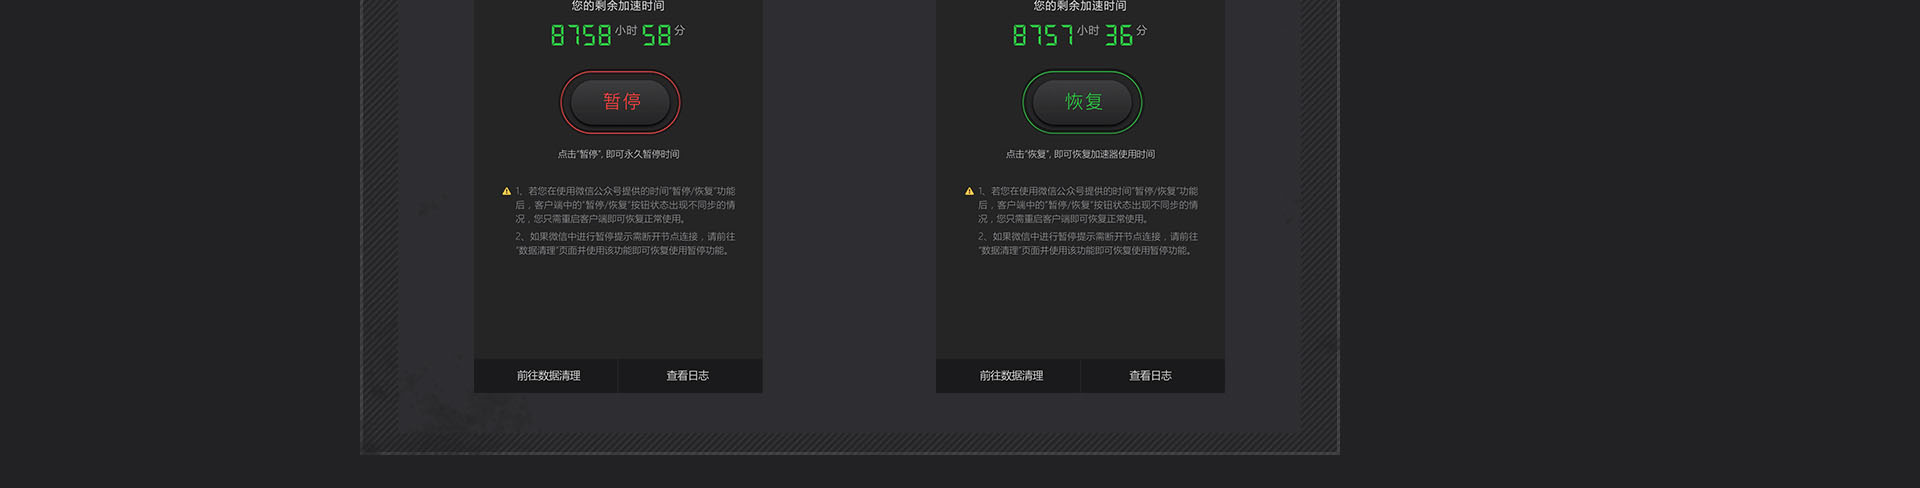 您的剩余加速时间
8758小时58分
暂停
点击"暂停", 即可永久暂停时间
1、若您在使用微信公众号提供的时间"暂停/恢复"功能
后，客户端中的"暂停/恢复"按钮状态出现不同步的情
况，您只需重启客户端即可恢复正常使用。
2、如果微信中进行暂停提示需断开节点连接，请前往
"数据清理"页面并使用该功能即可恢复使用暂停功能。
前往数据清理
查看日志
您的剩余加速时间
8757小时36分
恢复
点击"恢复", 即可恢复加速器使用时间
1、若您在使用微信公众号提供的时间"暂停/恢复"功能
后，客户端中的"暂停/恢复"按钮状态出现不同步的情
况，您只需重启客户端即可恢复正常使用。
2、如果微信中进行暂停提示需断开节点连接，请前往
"数据清理"页面并使用该功能即可恢复使用暂停功能。
前往数据清理
查看日志